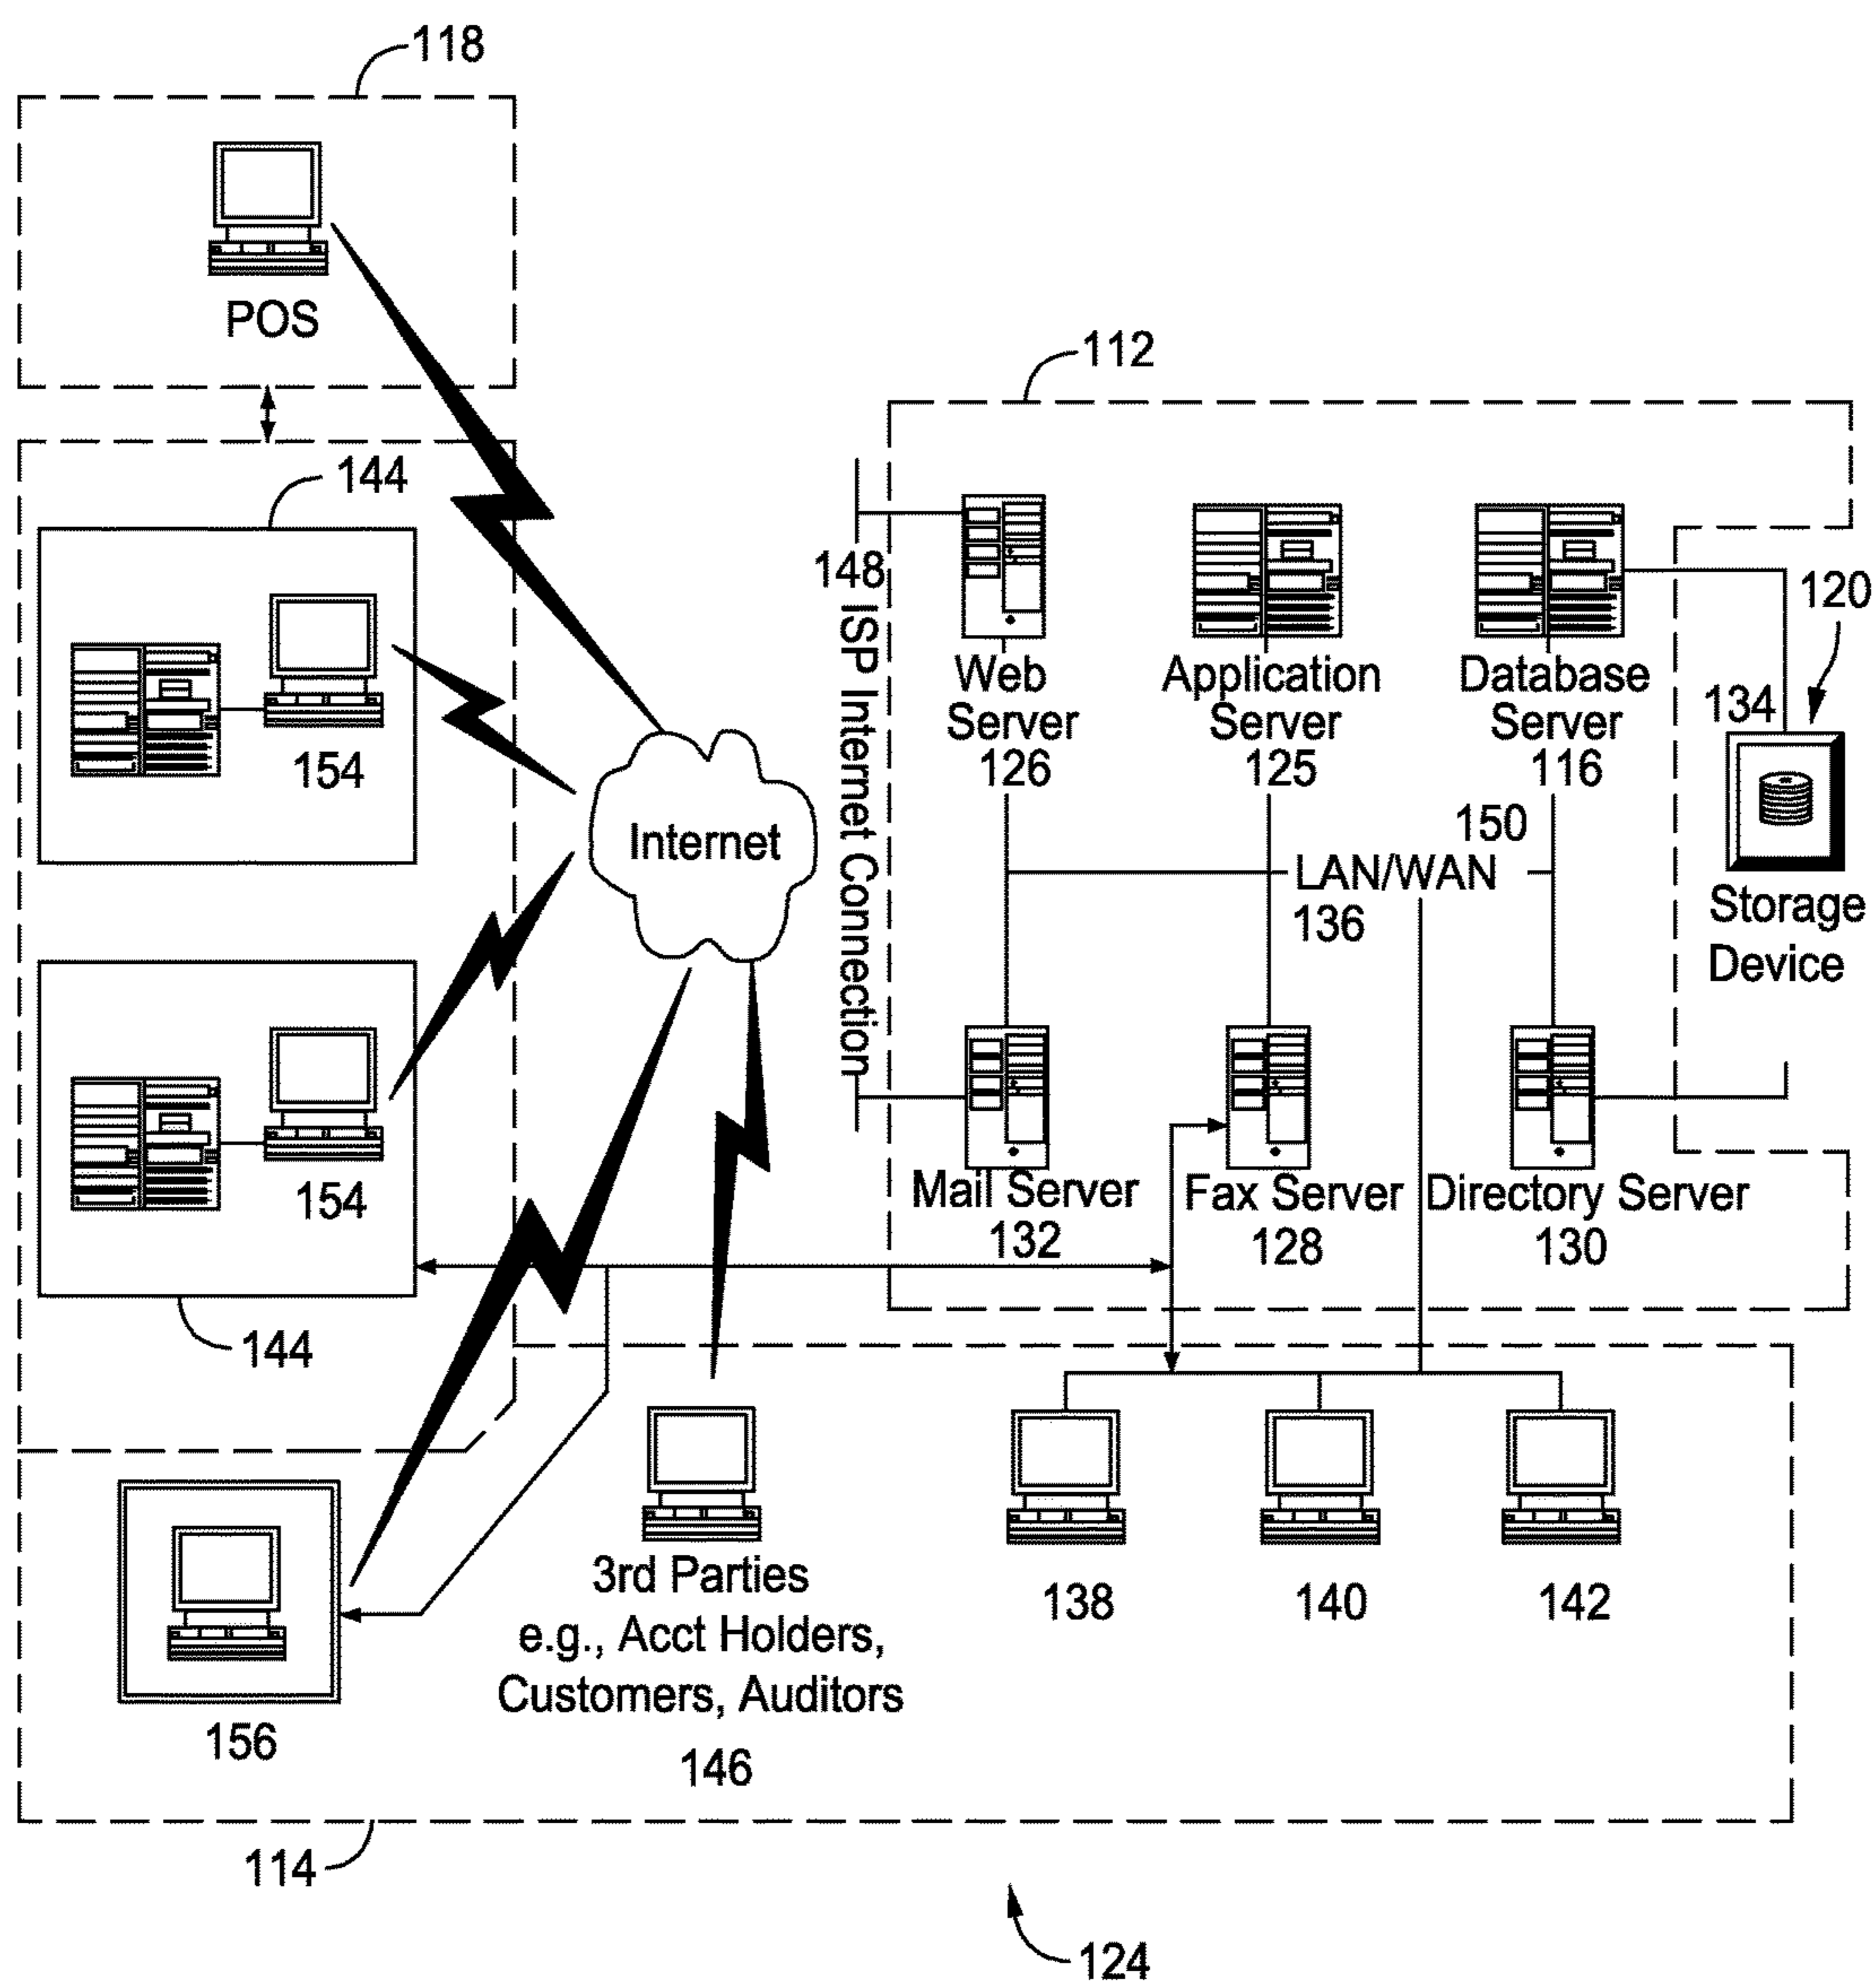 118
POS
112
144
148
120
154
ISP Internet Connection
Web
Server
126
Application
Server
125
Database
Server
116
134
Storage
Device
Internet
150
LAN/WAN
136
154
144
Mail Server
132
Fax Server
128
Directory Server
130
156
3rd Parties
e.g., Acct Holders,
Customers, Auditors
146
138
140
142
114
124